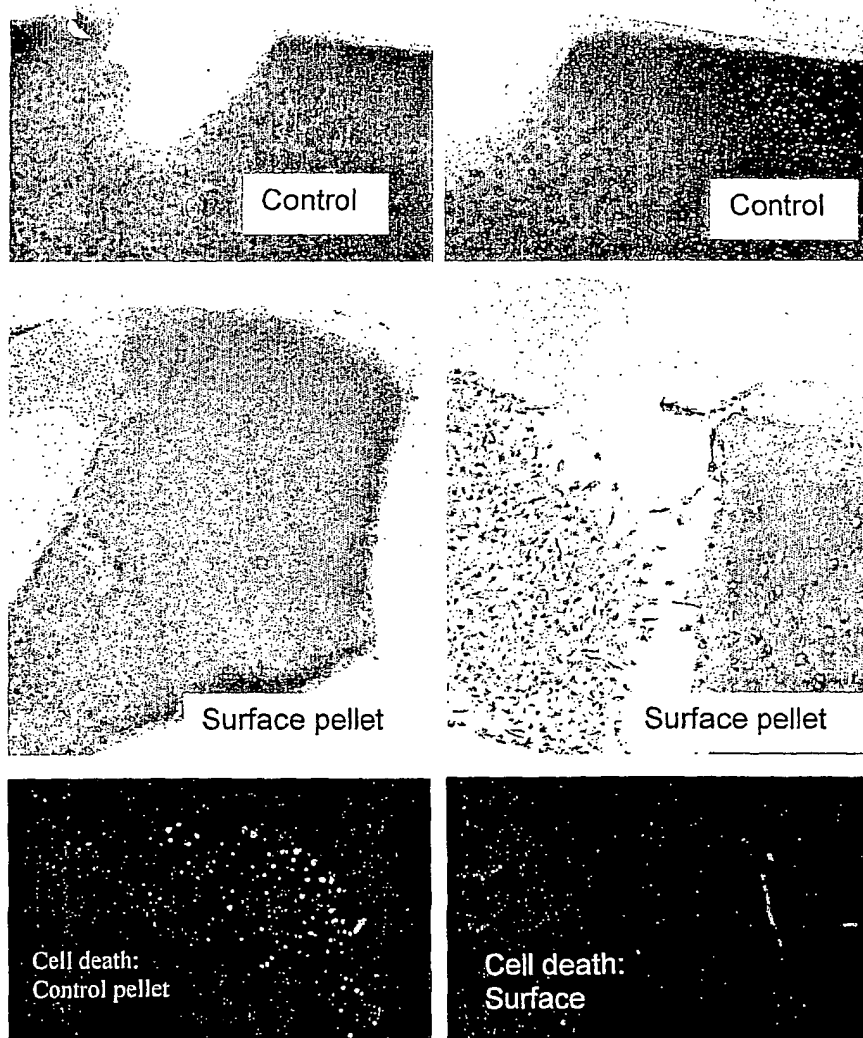 Control
Control
Surface pellet
Surface pellet
Cell death:
Control pellet
Cell death:
Surface